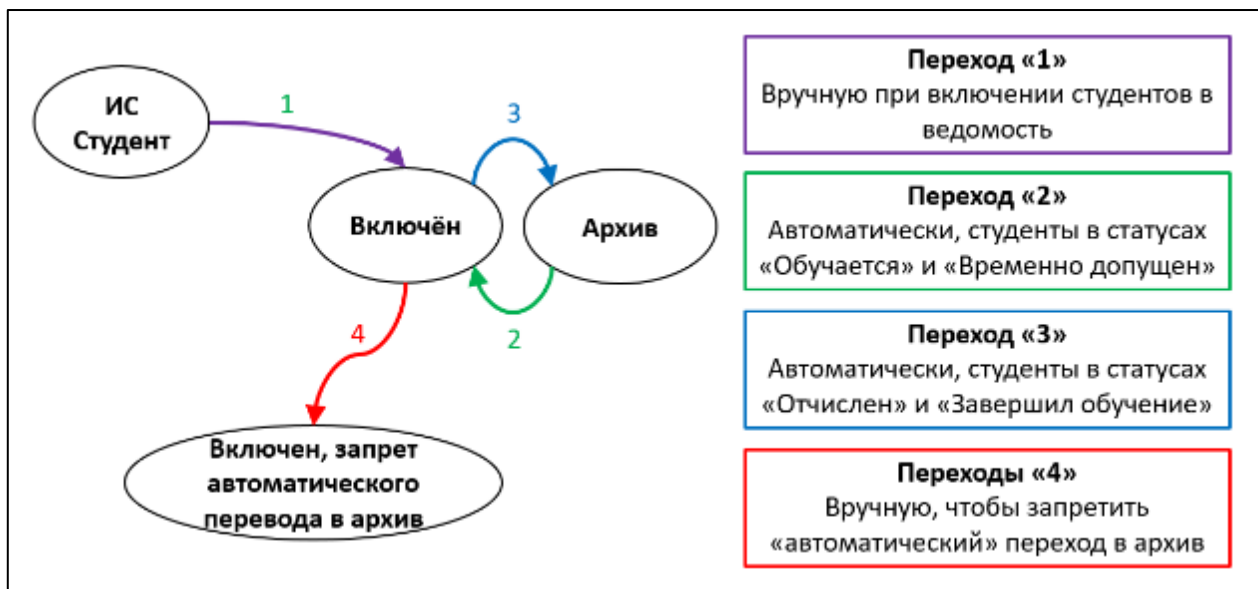 ИС
Студент
1
3
Включён
Архив
4
2
Включен, запрет
автоматического
перевода в архив
Переход «1»
Вручную при включении студентов в
ведомость
Переход «2»
Автоматически, студенты в статусах
«Обучается» и «Временно допущен»
Переход «3»
Автоматически, студенты в статусах
«Отчислен» и «Завершил обучение»
Переходы «4»
Вручную, чтобы запретить
«автоматический» переход в архив